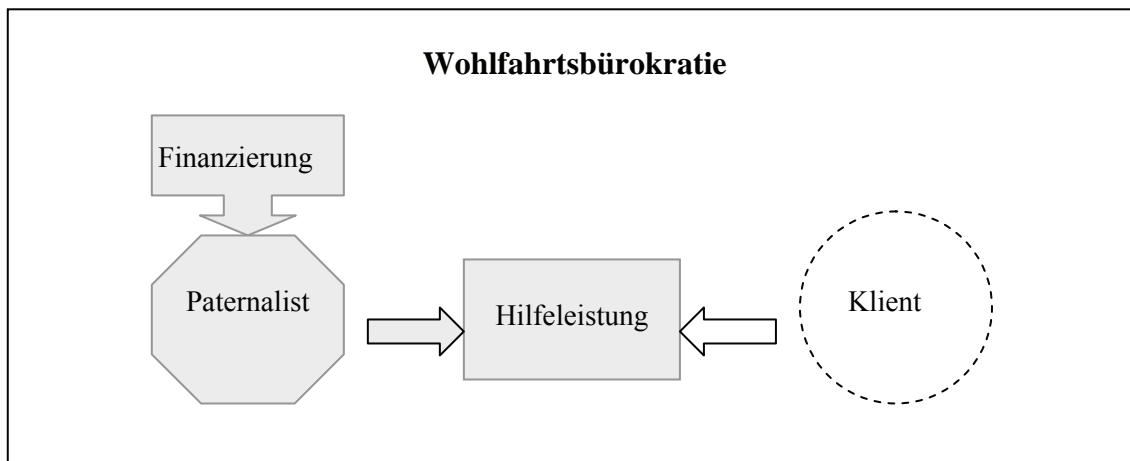 Wohlfahrtsbürokratie
Finanzierung
Paternalist
Hilfeleistung
Klient